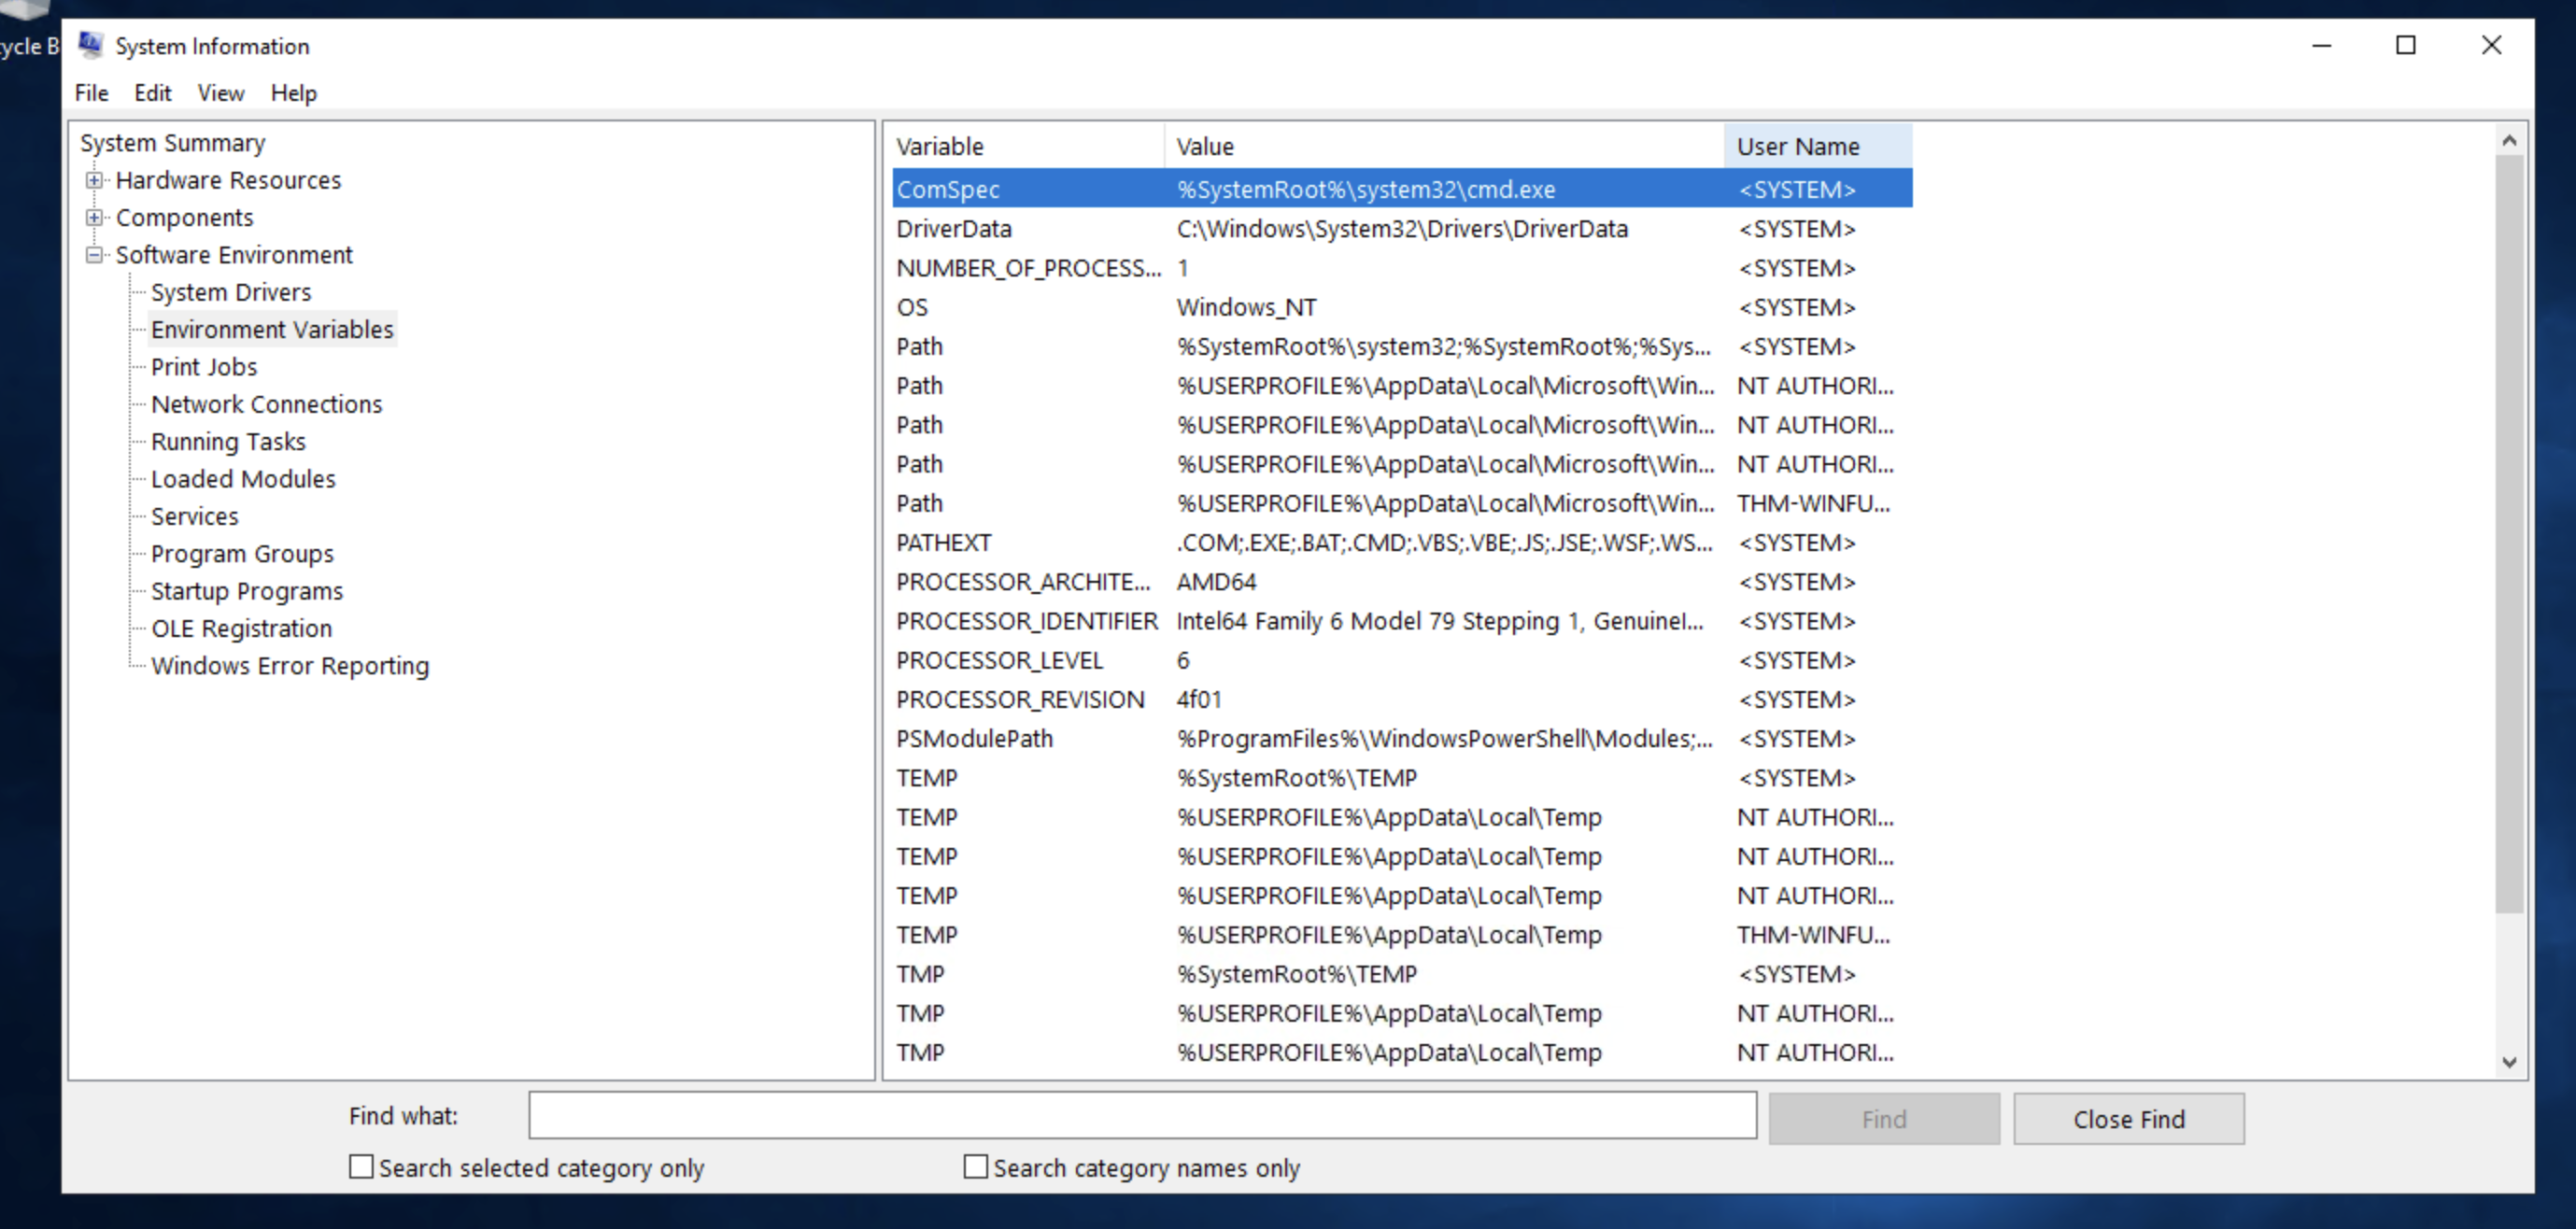 ycle B
System Information
File Edit View Help
System Summary
Hardware Resources
Components
Software Environment
System Drivers
Environment Variables
Print Jobs
Network Connections
Running Tasks
Loaded Modules
Services
Program Groups
Startup Programs
OLE Registration
Windows Error Reporting
Variable Value User Name
ComSpec %SystemRoot%\system32\cmd.exe <SYSTEM>
DriverData C:\Windows\System32\Drivers\DriverData <SYSTEM>
NUMBER_OF_PROCESS... 1 <SYSTEM>
OS Windows_NT <SYSTEM>
Path %SystemRoot%\system32;%SystemRoot%;%Sys... <SYSTEM>
Path %USERPROFILE%\AppData\Local\Microsoft\Win... NT AUTHORI...
Path %USERPROFILE%\AppData\Local\Microsoft\Win... NT AUTHORI...
Path %USERPROFILE%\AppData\Local\Microsoft\Win... NT AUTHORI...
Path %USERPROFILE%\AppData\Local\Microsoft\Win... THM-WINFU...
PATHEXT .COM;.EXE;.BAT;.CMD;.VBS;.VBE;.JS;.JSE;.WSF;.WS... <SYSTEM>
PROCESSOR_ARCHITE... AMD64 <SYSTEM>
PROCESSOR_IDENTIFIER Intel64 Family 6 Model 79 Stepping 1, GenuineI... <SYSTEM>
PROCESSOR_LEVEL 6 <SYSTEM>
PROCESSOR_REVISION 4f01 <SYSTEM>
PSModulePath %ProgramFiles%\WindowsPowerShell\Modules;... <SYSTEM>
TEMP %SystemRoot%\TEMP <SYSTEM>
TEMP %USERPROFILE%\AppData\Local\Temp NT AUTHORI...
TEMP %USERPROFILE%\AppData\Local\Temp NT AUTHORI...
TEMP %USERPROFILE%\AppData\Local\Temp NT AUTHORI...
TEMP %USERPROFILE%\AppData\Local\Temp THM-WINFU...
TMP %SystemRoot%\TEMP <SYSTEM>
TMP %USERPROFILE%\AppData\Local\Temp NT AUTHORI...
TMP %USERPROFILE%\AppData\Local\Temp NT AUTHORI...
Find what: Find Close Find
Search selected category only Search category names only